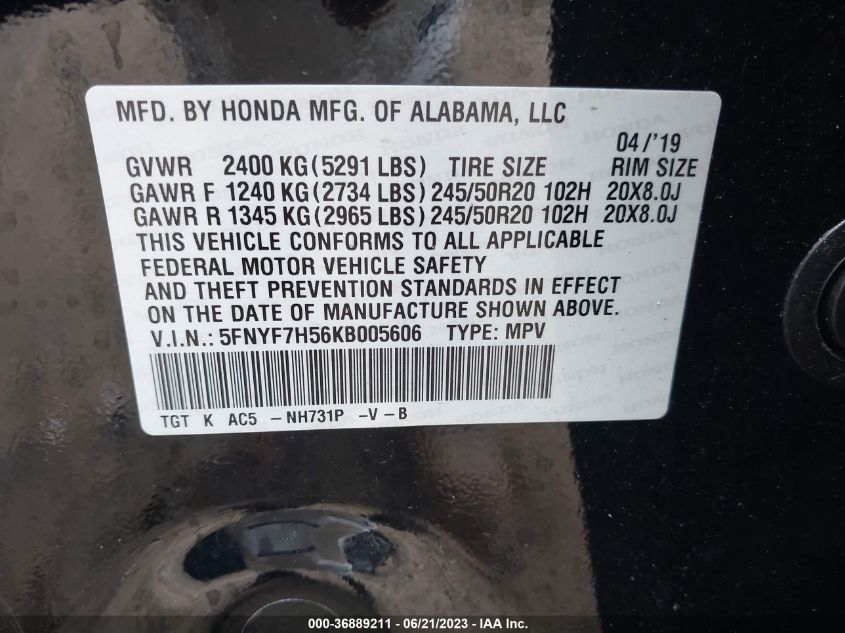 MFD. BY HONDA MFG. OF ALABAMA, LLC
04/'19
GVWR 2400 KG(5291 LBS) TIRE SIZE RIM SIZE
GAWR F 1240 KG(2734 LBS) 245/50R20 102H 20X8.0J
GAWR R 1345 KG(2965 LBS) 245/50R20 102H 20X8.0J
THIS VEHICLE CONFORMS TO ALL APPLICABLE
FEDERAL MOTOR VEHICLE SAFETY
AND THEFT PREVENTION STANDARDS IN EFFECT
ON THE DATE OF MANUFACTURE SHOWN ABOVE.
V.I.N.: 5FNYF7H56KB005606 TYPE: MPV
TGT K AC5 -NH731P -V-B
000-36889211 - 06/21/2023 - IAA Inc.